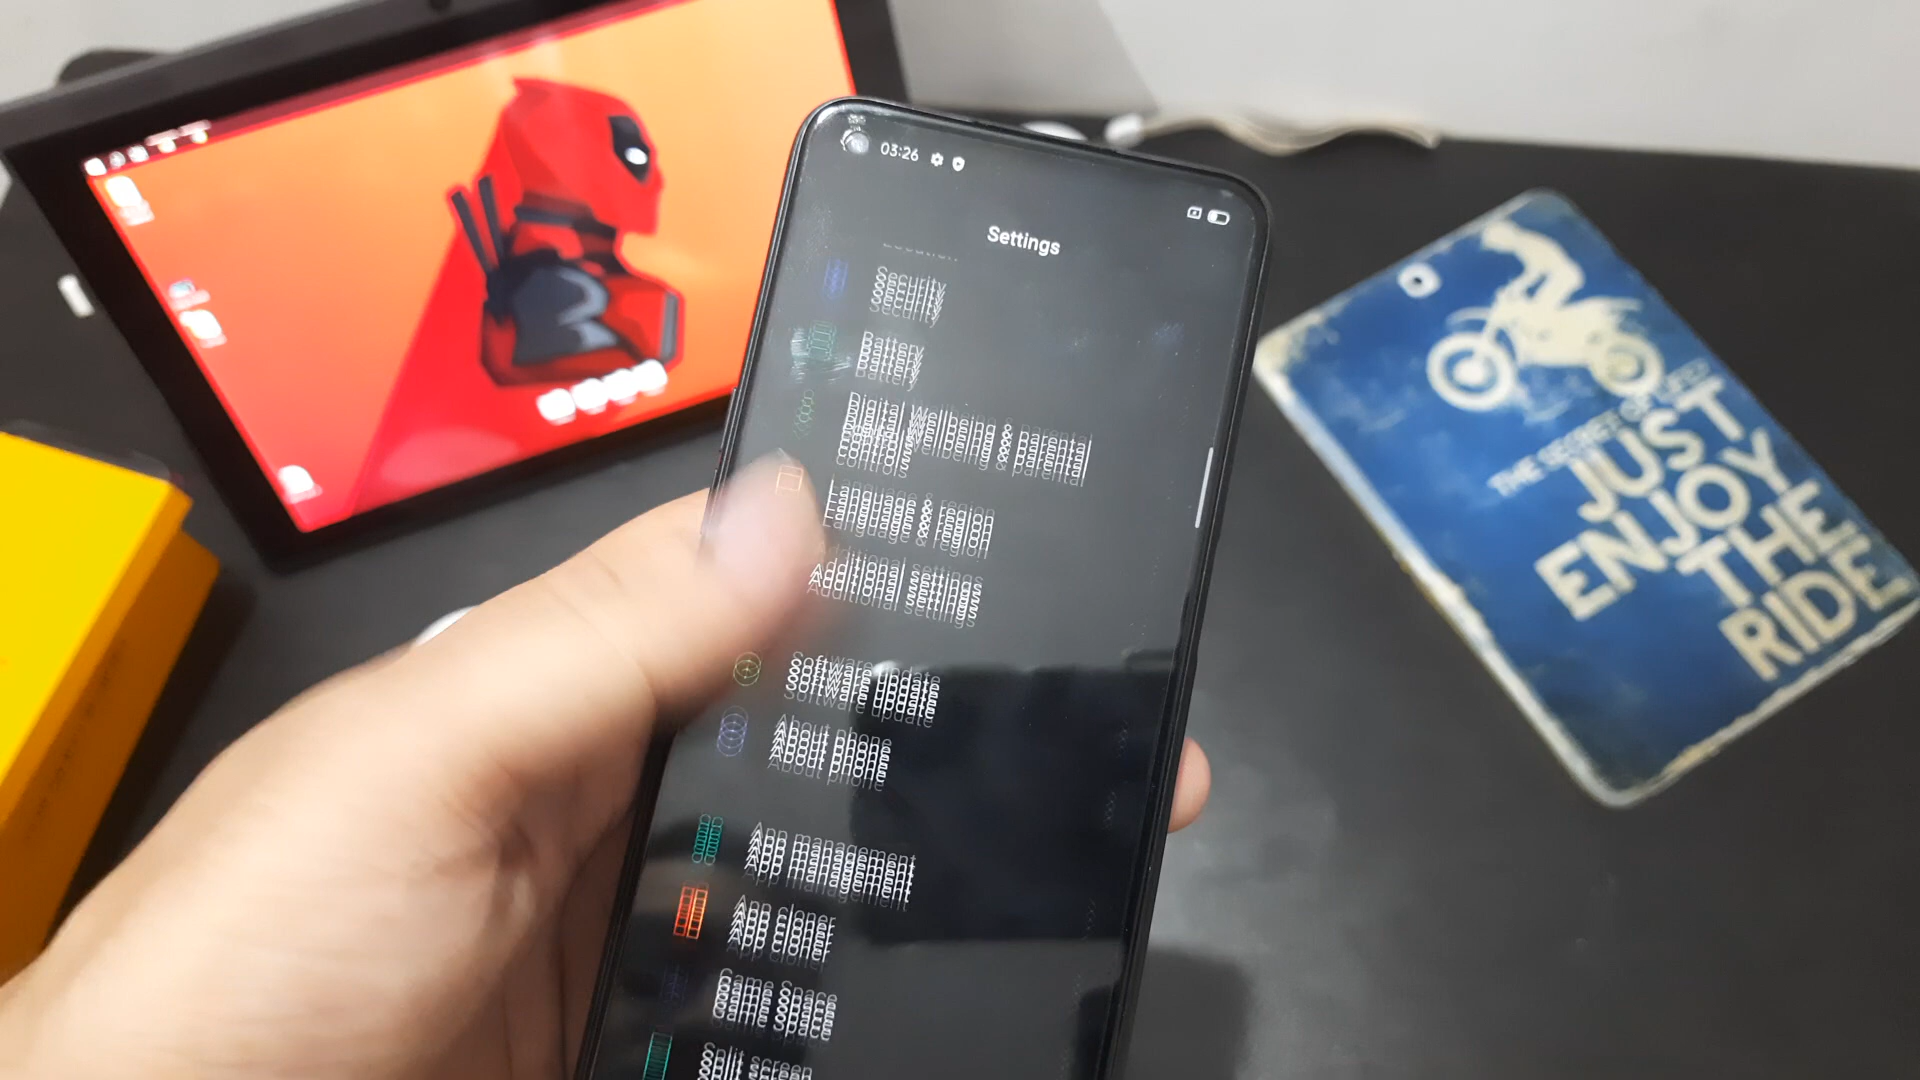 03:26
Settings
Security
Battery
Digital Wellbeing & parental
controls
Language & region
Additional settings
Software update
About phone
App management
App cloner
Game Space
Split screen
THE SECRET OF
JUST
ENJOY
THE
RIDE